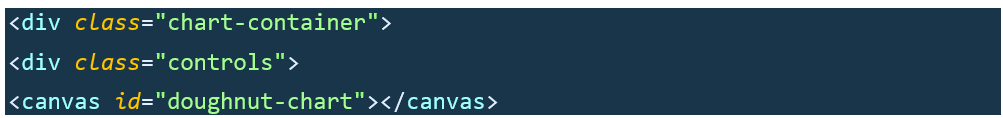 <div class="chart-container">
<div class="controls">
<canvas id="doughnut-chart"></canvas>